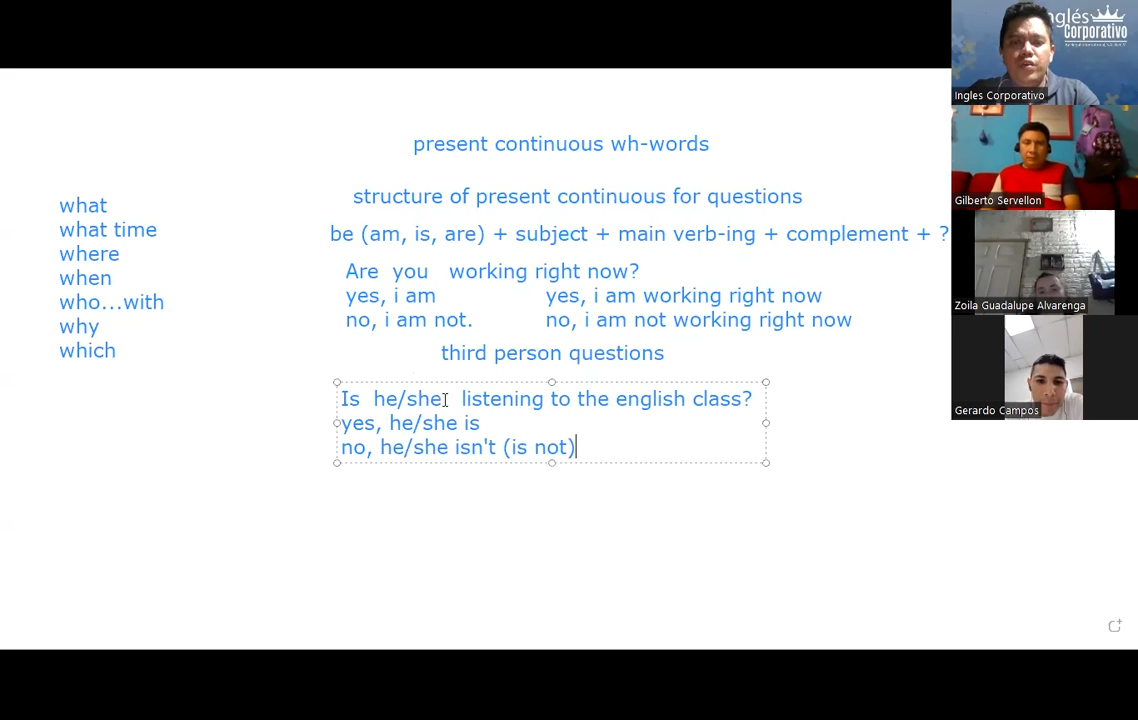 present continuous wh-words
structure of present continuous for questions
be (am, is, are) + subject + main verb-ing + complement + ?
what
what time
where
when
who...with
why
which
Are you working right now?
yes, i am yes, i am working right now
no, i am not. no, i am not working right now
third person questions
Is he/she listening to the english class?
yes, he/she is
no, he/she isn't (is not)
nglés
Corporativo
Ingles Corporativo
Gilberto Servellon
Zoila Guadalupe Alvarenga
Gerardo Campos